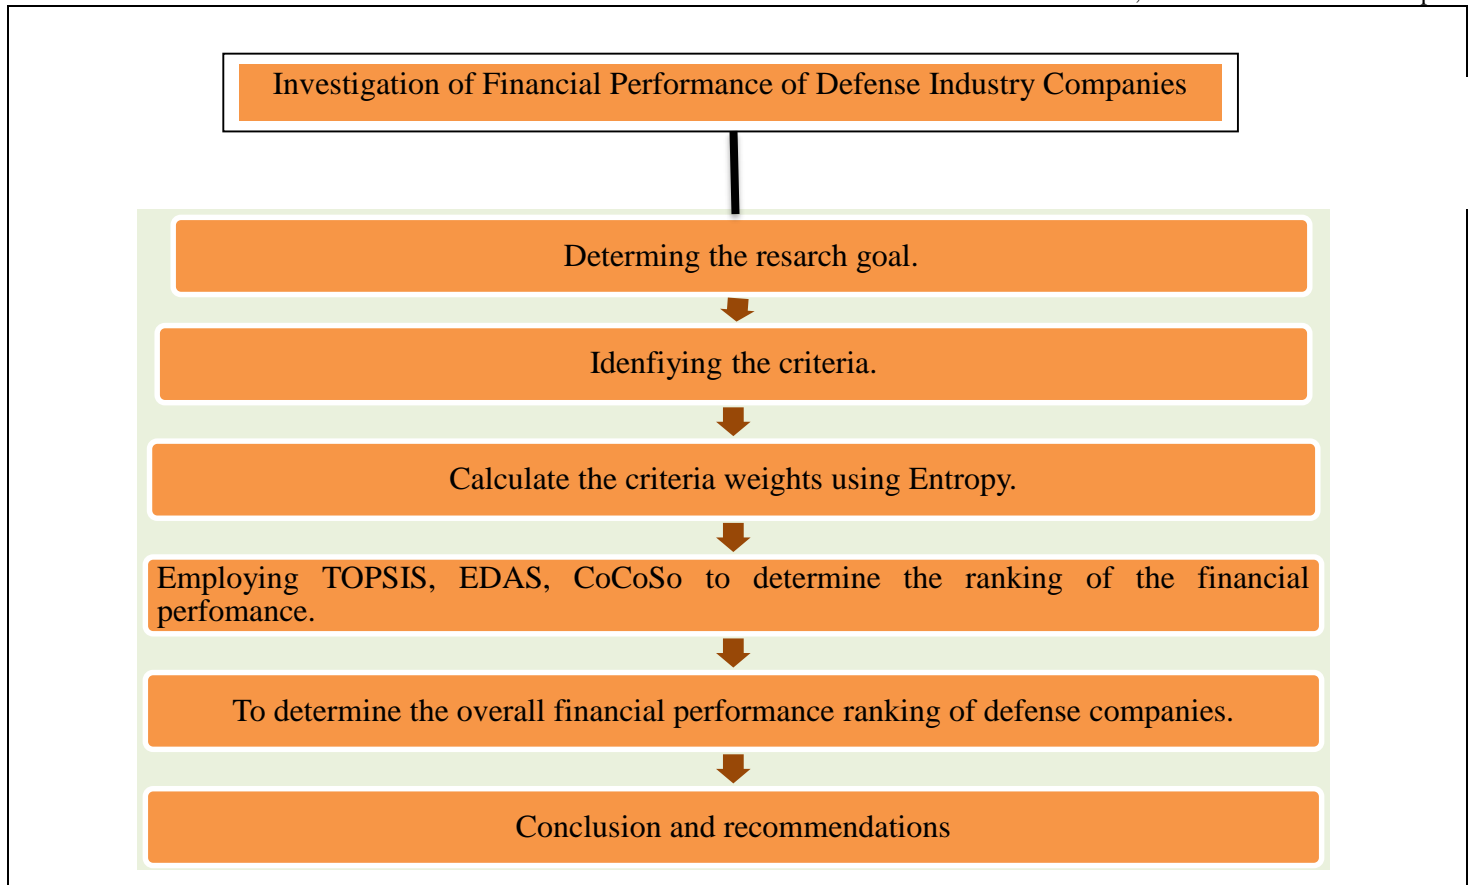 Investigation of Financial Performance of Defense Industry Companies
Determing the resarch goal.
Idenfiying the criteria.
Calculate the criteria weights using Entropy.
Employing TOPSIS, EDAS, CoCoSo to determine the ranking of the financial
perfomance.
To determine the overall financial performance ranking of defense companies.
Conclusion and recommendations